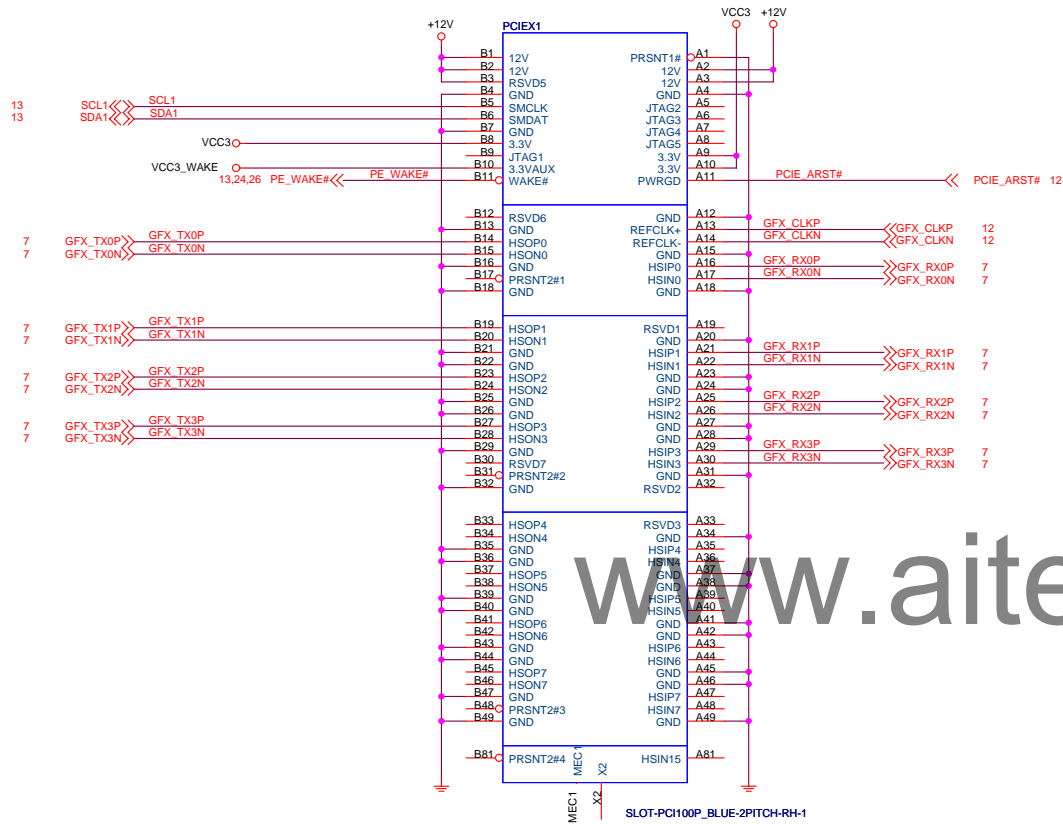 +12V
VCC3 +12V
PCIEX1
B1 12V PRSNT1# A1
B2 12V 12V A2
B3 RSVD5 12V A3
B4 GND GND A4
13 SCL1 SCL1 B5 SMCLK JTAG2 A5
13 SDA1 SDA1 B6 SMDAT JTAG3 A6
B7 GND JTAG4 A7
VCC3 B8 3.3V JTAG5 A8
B9 JTAG1 3.3V A9
VCC3_WAKE B10 3.3VAUX 3.3V A10
13,24,26 PE_WAKE# PE_WAKE# B11 WAKE# PWRGD A11 PCIE_ARST# PCIE_ARST# 12
B12 RSVD6 GND A12
B13 GND REFCLK+ A13 GFX_CLKP GFX_CLKP 12
7 GFX_TX0P GFX_TX0P B14 HSOP0 REFCLK- A14 GFX_CLKN GFX_CLKN 12
7 GFX_TX0N GFX_TX0N B15 HSON0 GND A15
B16 GND HSIP0 A16 GFX_RX0P GFX_RX0P 7
B17 PRSNT2#1 HSIN0 A17 GFX_RX0N GFX_RX0N 7
B18 GND GND A18
7 GFX_TX1P GFX_TX1P B19 HSOP1 RSVD1 A19
7 GFX_TX1N GFX_TX1N B20 HSON1 GND A20
B21 GND HSIP1 A21 GFX_RX1P GFX_RX1P 7
B22 GND HSIN1 A22 GFX_RX1N GFX_RX1N 7
7 GFX_TX2P GFX_TX2P B23 HSOP2 GND A23
7 GFX_TX2N GFX_TX2N B24 HSON2 GND A24
B25 GND HSIP2 A25 GFX_RX2P GFX_RX2P 7
B26 GND HSIN2 A26 GFX_RX2N GFX_RX2N 7
7 GFX_TX3P GFX_TX3P B27 HSOP3 GND A27
7 GFX_TX3N GFX_TX3N B28 HSON3 GND A28
B29 GND HSIP3 A29 GFX_RX3P GFX_RX3P 7
B30 RSVD7 HSIN3 A30 GFX_RX3N GFX_RX3N 7
B31 PRSNT2#2 GND A31
B32 GND RSVD2 A32
B33 HSOP4 RSVD3 A33
B34 HSON4 GND A34
B35 GND HSIP4 A35
B36 GND HSIN4 A36
B37 HSOP5 GND A37
B38 HSON5 GND A38
B39 GND HSIP5 A39
B40 GND HSIN5 A40
B41 HSOP6 GND A41
B42 HSON6 GND A42
B43 GND HSIP6 A43
B44 GND HSIN6 A44
B45 HSOP7 GND A45
B46 HSON7 GND A46
B47 GND HSIP7 A47
B48 PRSNT2#3 HSIN7 A48
B49 GND GND A49
www.aite
B81 PRSNT2#4 MEC1 X2 HSIN15 A81
MEC1 X2
SLOT-PCI100P_BLUE-2PITCH-RH-1